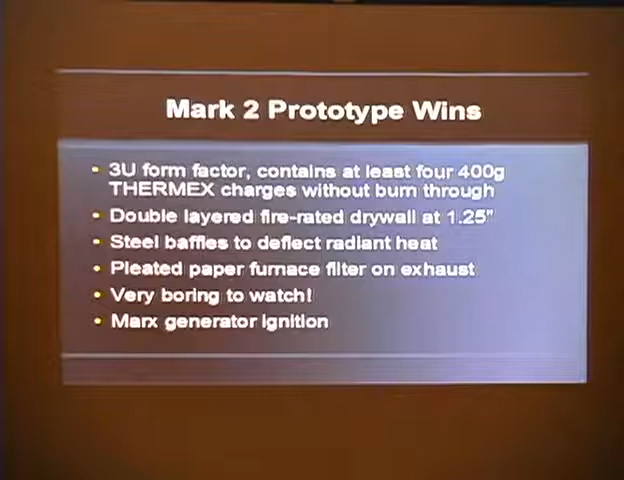 Mark 2 Prototype Wins
• 3U form factor, contains at least four 400g
THERMEX charges without burn through
• Double layered fire-rated drywall at 1.25"
• Steel baffles to deflect radiant heat
• Pleated paper furnace filter on exhaust
• Very boring to watch!
• Marx generator ignition